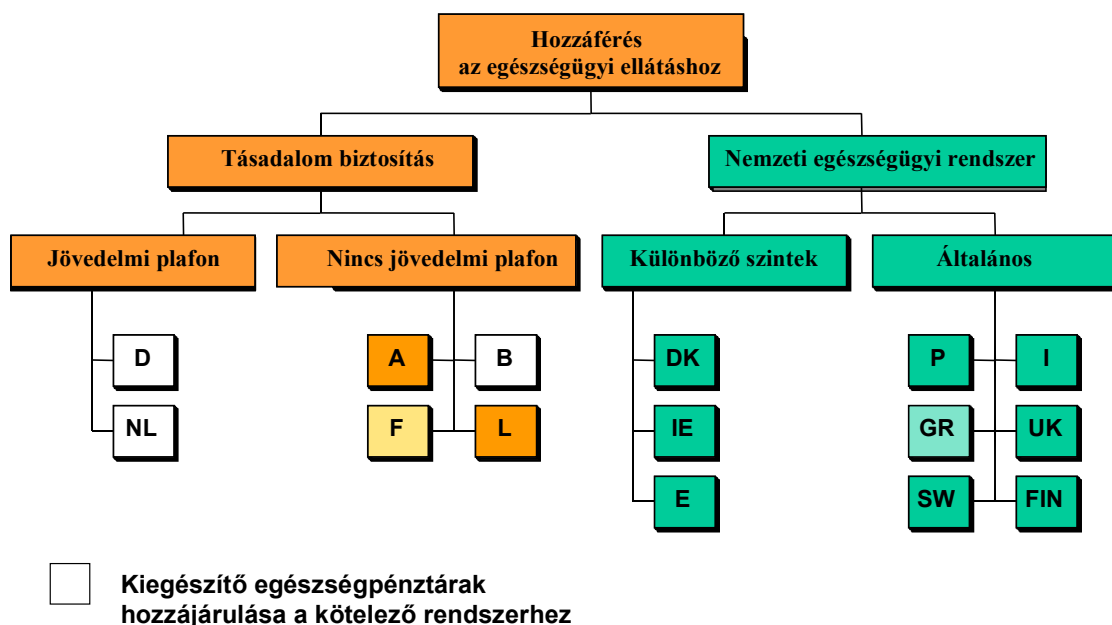 Hozzáférés
az egészségügyi ellátáshoz
Tásadalom biztosítás
Nemzeti egészségügyi rendszer
Jövedelmi plafon
Nincs jövedelmi plafon
Különböző szintek
Általános
D
A
B
DK
P
I
NL
F
L
IE
GR
UK
E
SW
FIN
Kiegészítő egészségpénztárak
hozzájárulása a kötelező rendszerhez